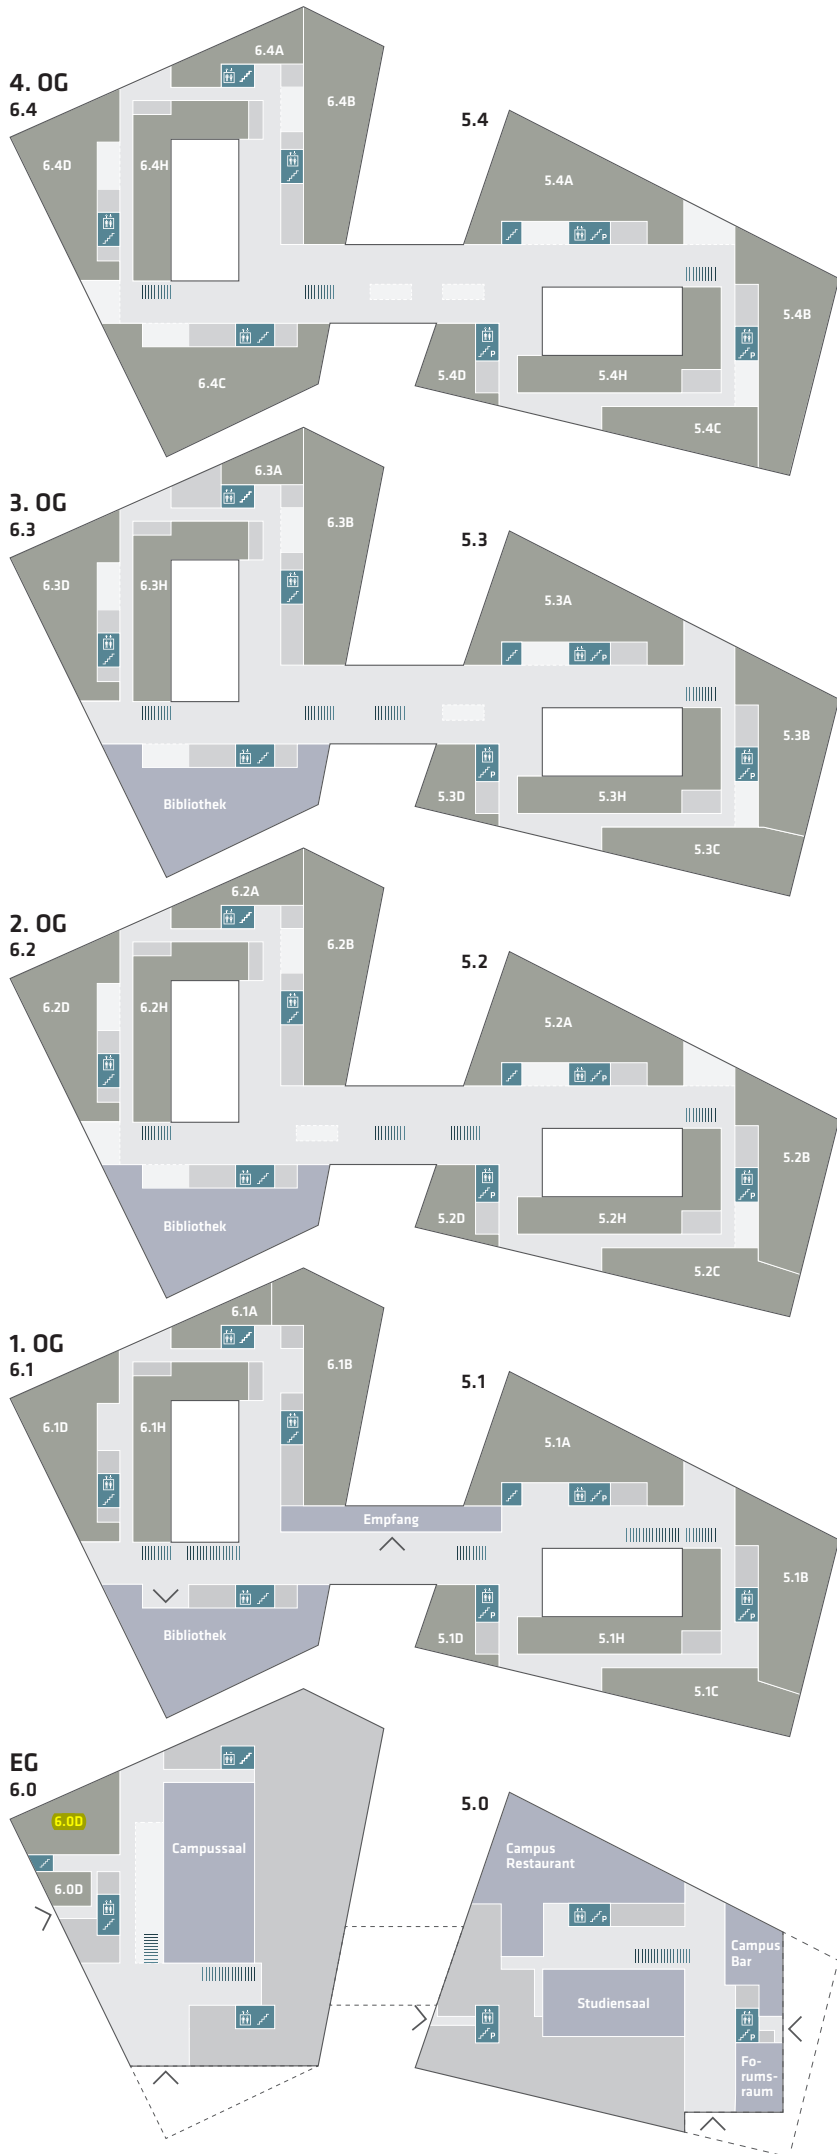 4. OG
6.4
6.4A
6.4B
6.4D
6.4H
6.4C
5.4
5.4A
5.4B
5.4D
5.4H
5.4C
P
P
P
3. OG
6.3
6.3A
6.3B
6.3D
6.3H
Bibliothek
5.3
5.3A
5.3B
5.3D
5.3H
5.3C
P
P
P
2. OG
6.2
6.2A
6.2B
6.2D
6.2H
Bibliothek
5.2
5.2A
5.2B
5.2D
5.2H
5.2C
P
P
P
1. OG
6.1
6.1A
6.1B
6.1D
6.1H
Empfang
Bibliothek
5.1
5.1A
5.1B
5.1D
5.1H
5.1C
P
P
P
EG
6.0
6.0D
6.0D
Campussaal
5.0
Campus
Restaurant
Campus
Bar
Studiensaal
Fo-
rums-
raum
P
P
P